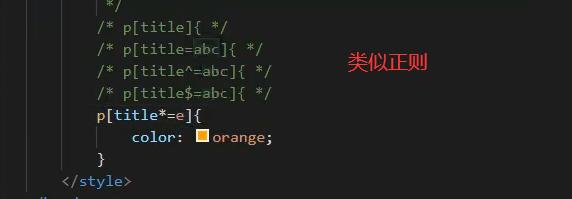 */
/* p[title]{ */
/* p[title=abc]{ */
类似正则
/* p[title^=abc]{ */
/* p[title$=abc]{ */
p[title*=e]{
color: orange;
}
</style>